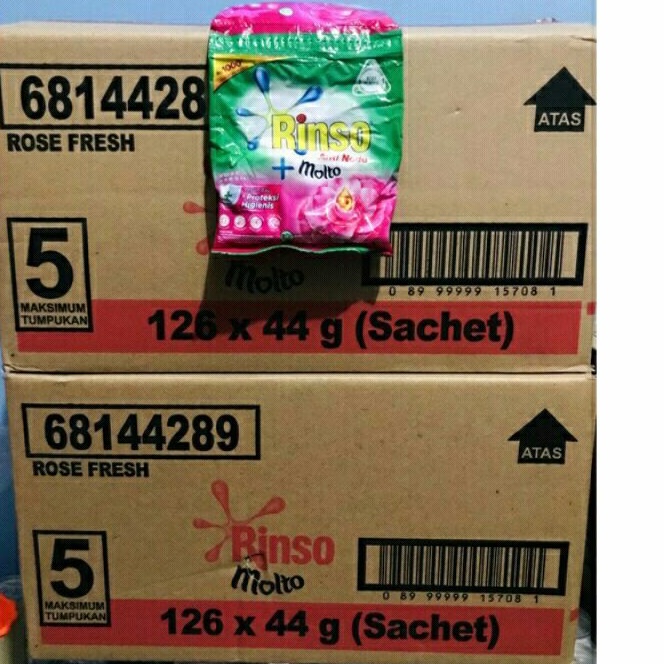 6814428
ROSE FRESH
1000
Rinso
Anti Noda
+ Molto
Proteksi
Higienis
ATAS
5
MAKSIMUM
TUMPUKAN
Molto
0 89 99999 15708 1
126 x 44 g (Sachet)
68144289
ROSE FRESH
ATAS
Rinso
Molto
5
MAKSIMUM
TUMPUKAN
0 89 99999 15708 1
126 x 44 g (Sachet)